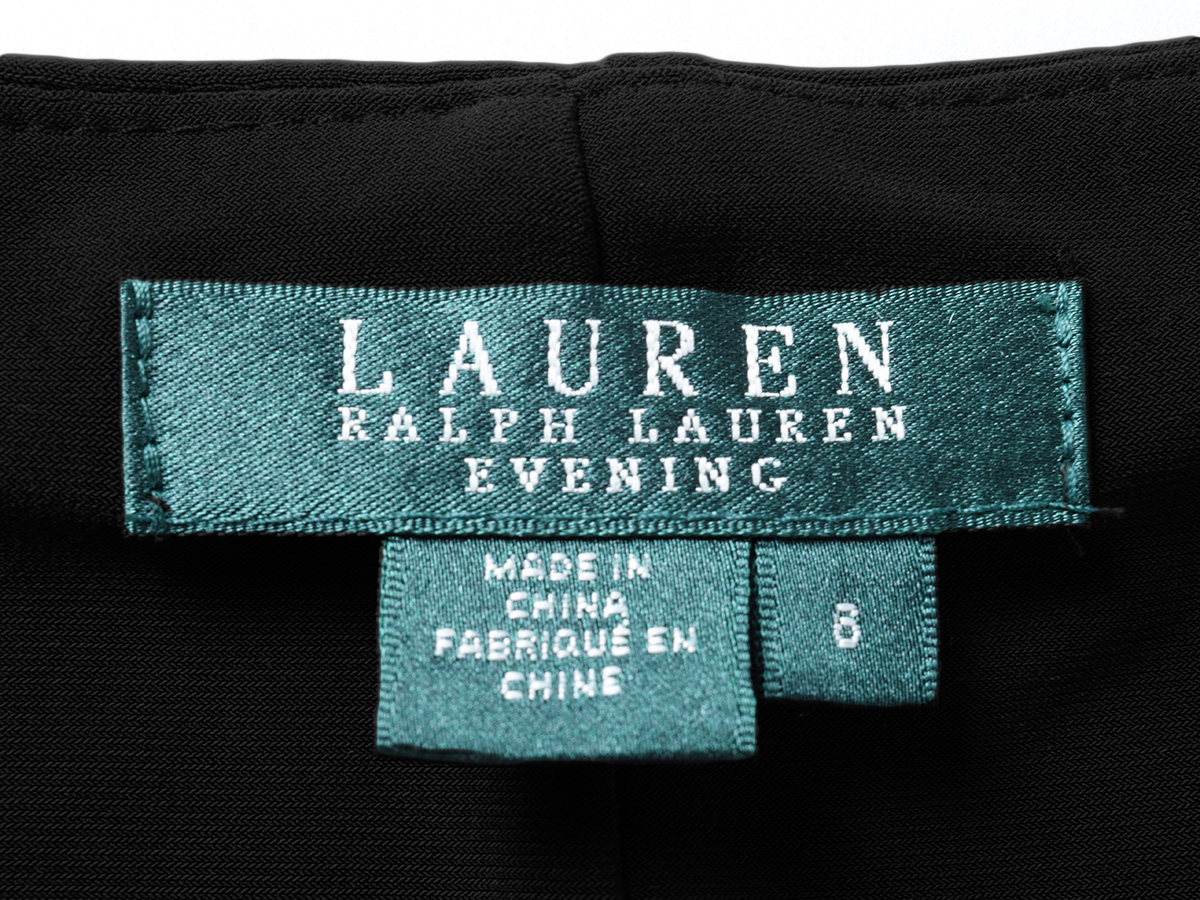 LAUREN
RALPH LAUREN
EVENING
MADE IN
CHINA
FABRIQUÉ EN
CHINE
6